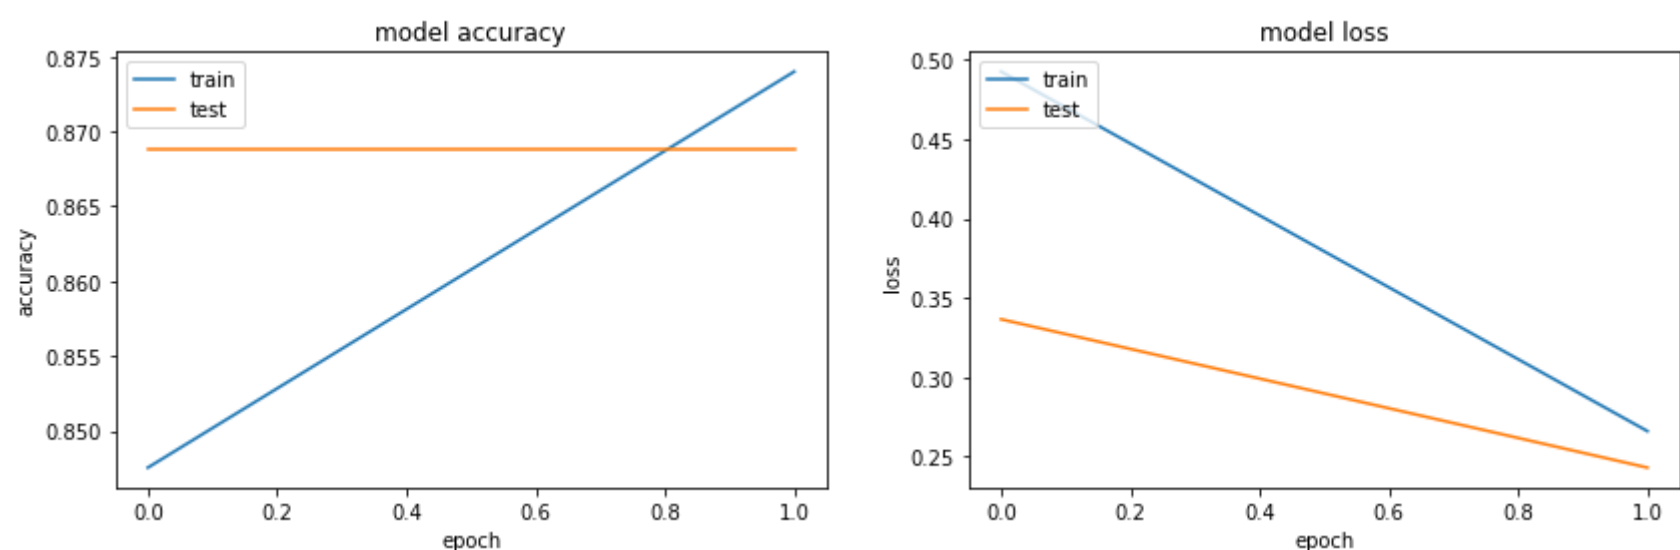 model accuracy
0.875
0.870
0.865
0.860
0.855
0.850
accuracy
train
test
0.0 0.2 0.4 0.6 0.8 1.0
epoch
model loss
0.50
0.45
0.40
0.35
0.30
0.25
loss
train
test
0.0 0.2 0.4 0.6 0.8 1.0
epoch